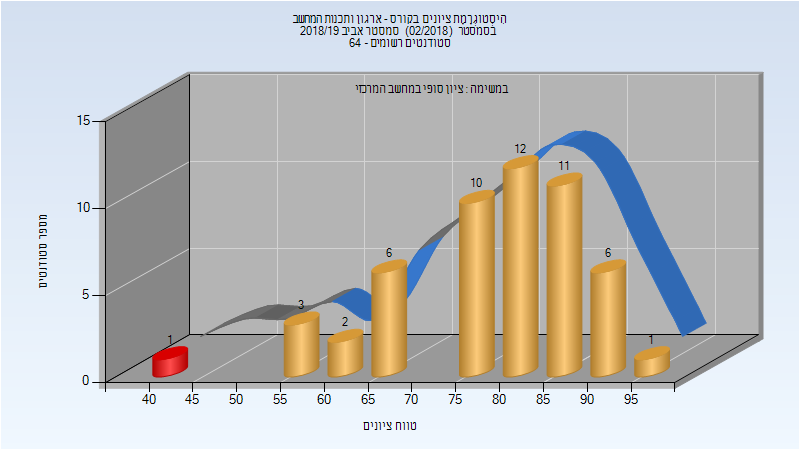 היסטוגרמת ציונים בקורס - ארגון ותכנות המחשב
בסמסטר (02/2018) סמסטר אביב 2018/19
סטודנטים רשומים - 64
במשימה : ציון סופי במחשב המרכזי
15
10
5
0
מספר סטודנטים
1
3
2
6
10
12
11
6
1
40 45 50 55 60 65 70 75 80 85 90 95
טווח ציונים